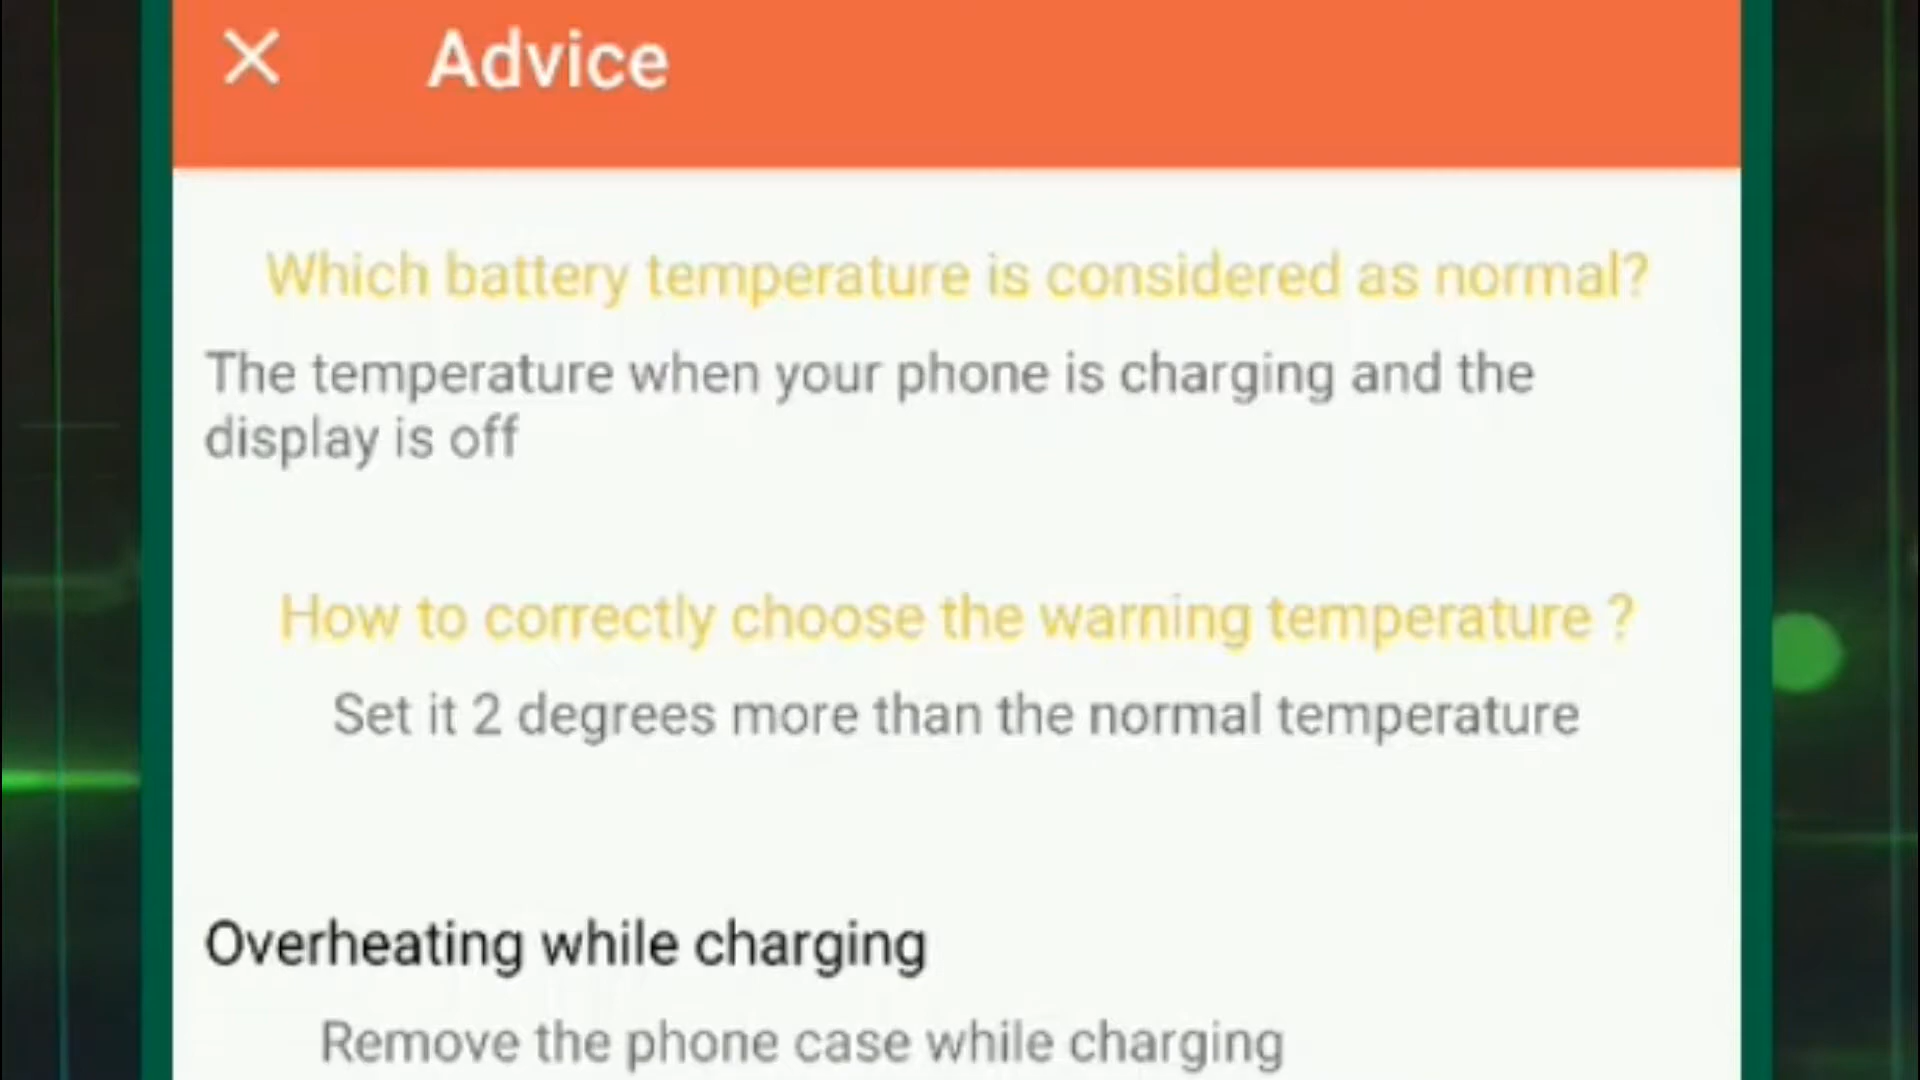 Advice
Which battery temperature is considered as normal?
The temperature when your phone is charging and the
display is off
How to correctly choose the warning temperature ?
Set it 2 degrees more than the normal temperature
Overheating while charging
Remove the phone case while charging